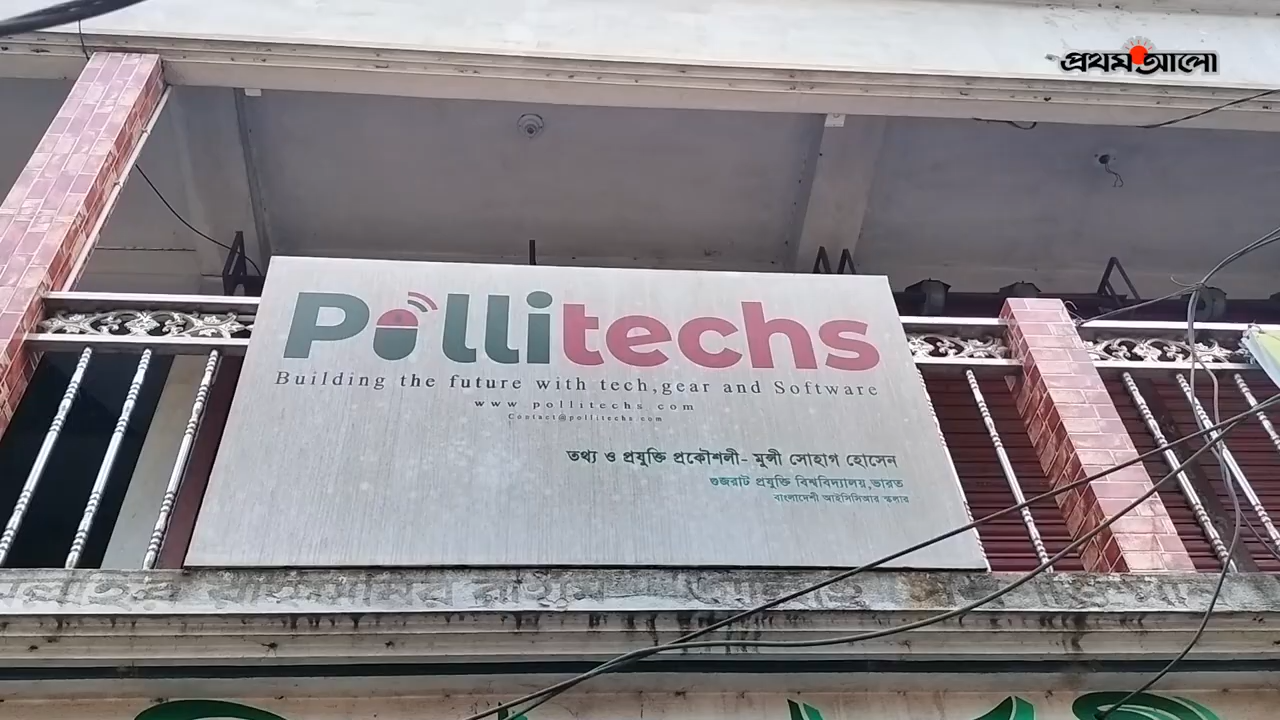 প্রথম আলো
Pollitechs
Building the future with tech,gear and Software
www.pollitechs.com
Contact@pollitechs.com
তথ্য ও প্রযুক্তি প্রকৌশলী- মুন্সী সোহাগ হোসেন
গুজরাট প্রযুক্তি বিশ্ববিদ্যালয়,ভারত
বাংলাদেশী আইসিসিআর স্কলার